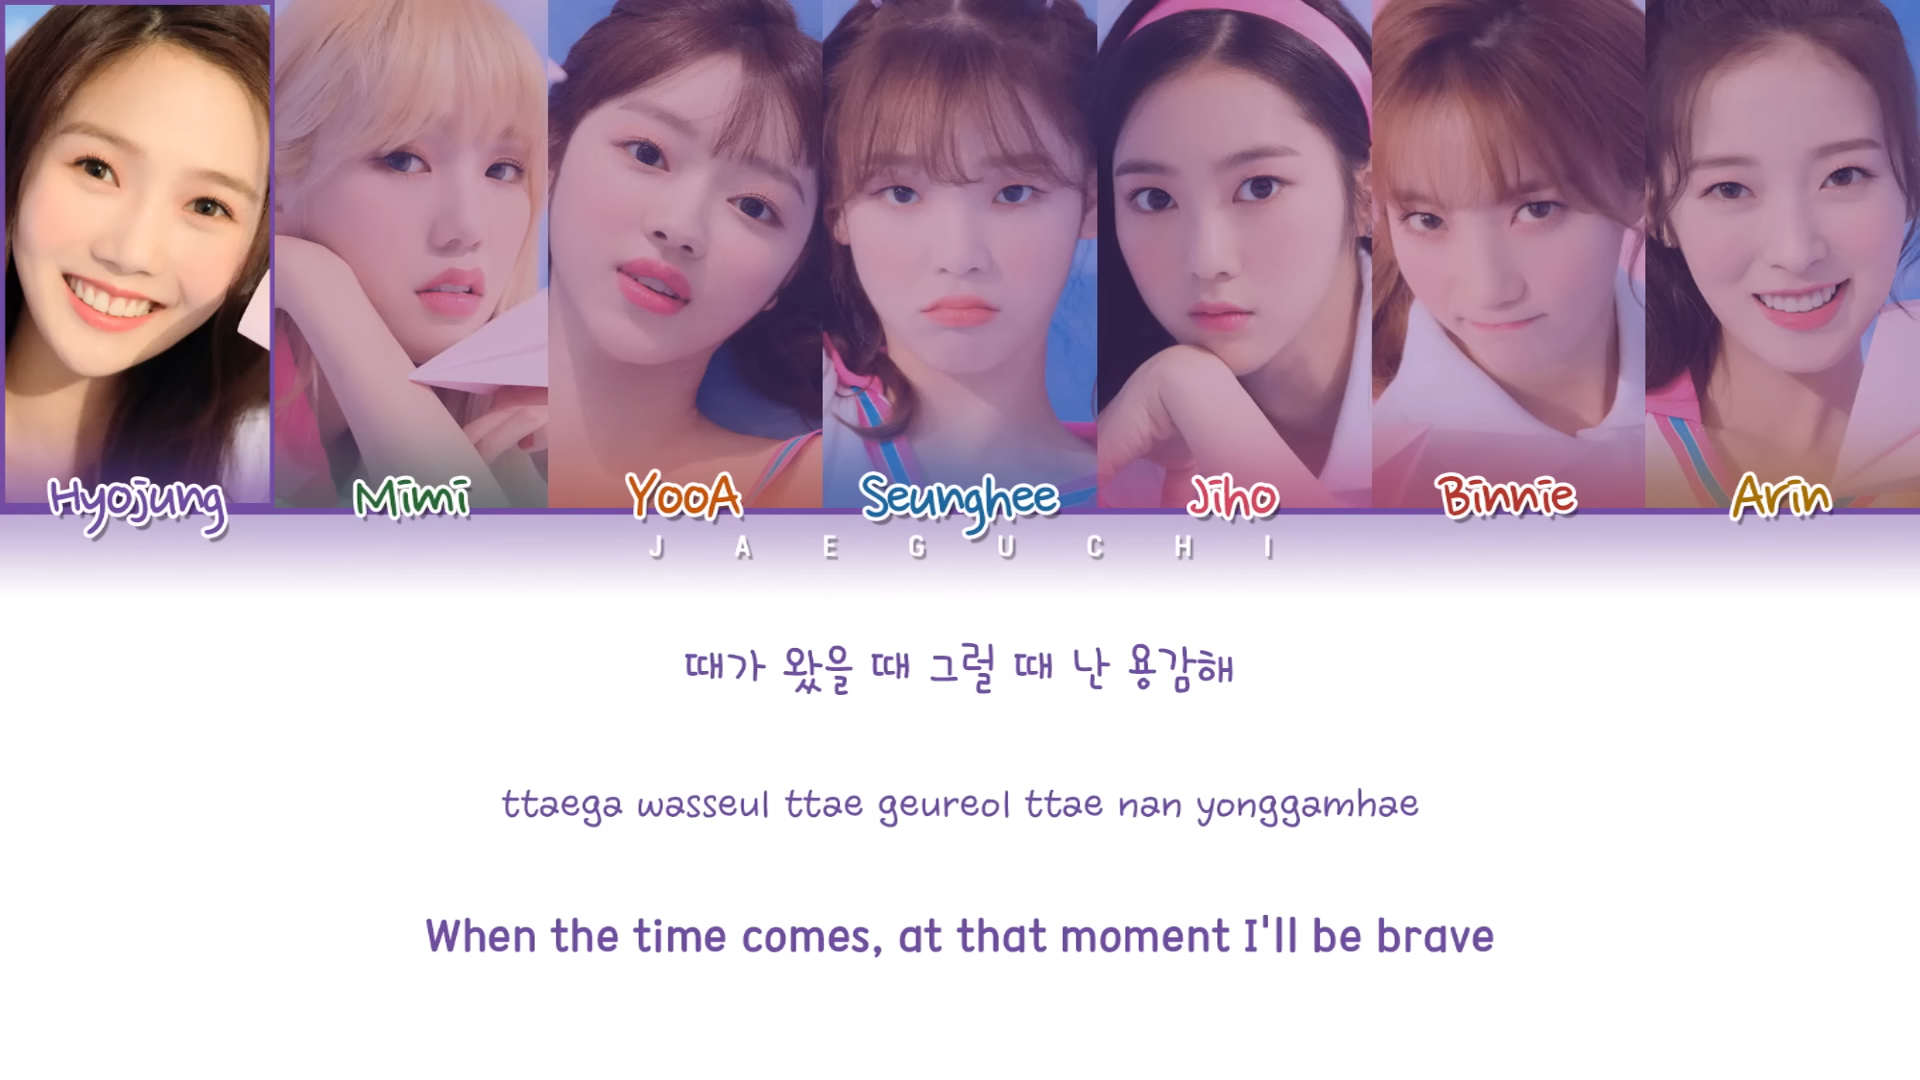 Hyojung Mimi YooA Seunghee Jiho Binnie Arin
JAEGUCHI
때가 왔을 때 그럴 때 난 용감해
ttaega wasseul ttae geureol ttae nan yonggamhae
When the time comes, at that moment I'll be brave